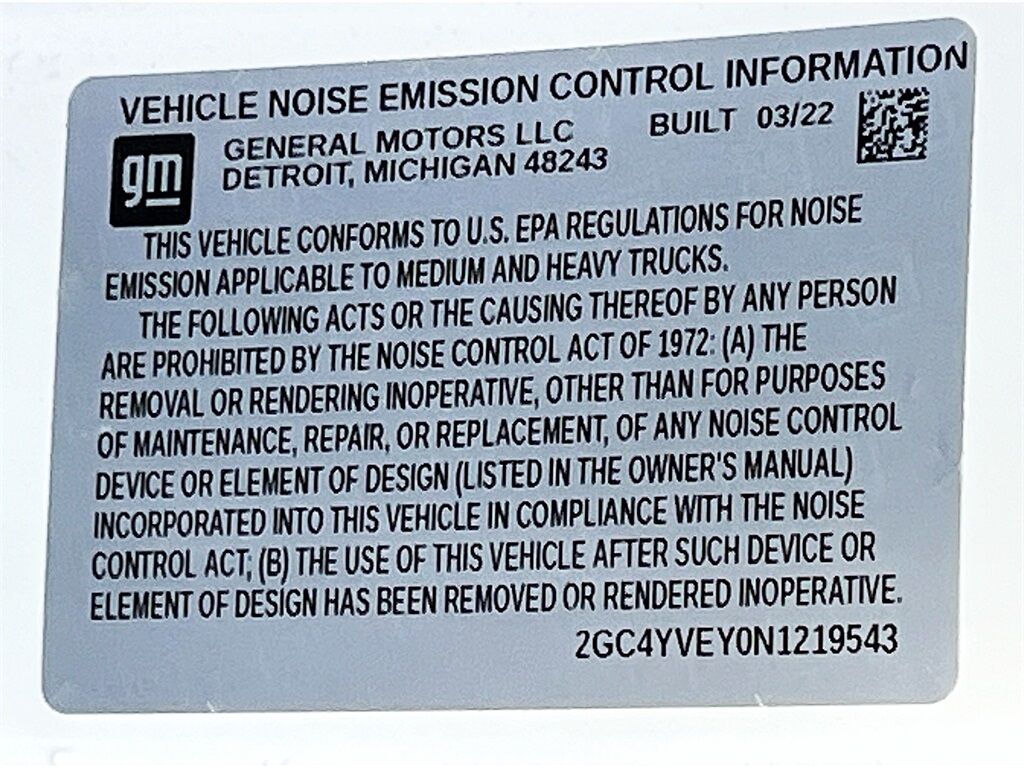 VEHICLE NOISE EMISSION CONTROL INFORMATION
gm
GENERAL MOTORS LLC BUILT 03/22
DETROIT, MICHIGAN 48243
THIS VEHICLE CONFORMS TO U.S. EPA REGULATIONS FOR NOISE
EMISSION APPLICABLE TO MEDIUM AND HEAVY TRUCKS.
THE FOLLOWING ACTS OR THE CAUSING THEREOF BY ANY PERSON
ARE PROHIBITED BY THE NOISE CONTROL ACT OF 1972: (A) THE
REMOVAL OR RENDERING INOPERATIVE, OTHER THAN FOR PURPOSES
OF MAINTENANCE, REPAIR, OR REPLACEMENT, OF ANY NOISE CONTROL
DEVICE OR ELEMENT OF DESIGN (LISTED IN THE OWNER'S MANUAL)
INCORPORATED INTO THIS VEHICLE IN COMPLIANCE WITH THE NOISE
CONTROL ACT; (B) THE USE OF THIS VEHICLE AFTER SUCH DEVICE OR
ELEMENT OF DESIGN HAS BEEN REMOVED OR RENDERED INOPERATIVE.
2GC4YVEY0N1219543